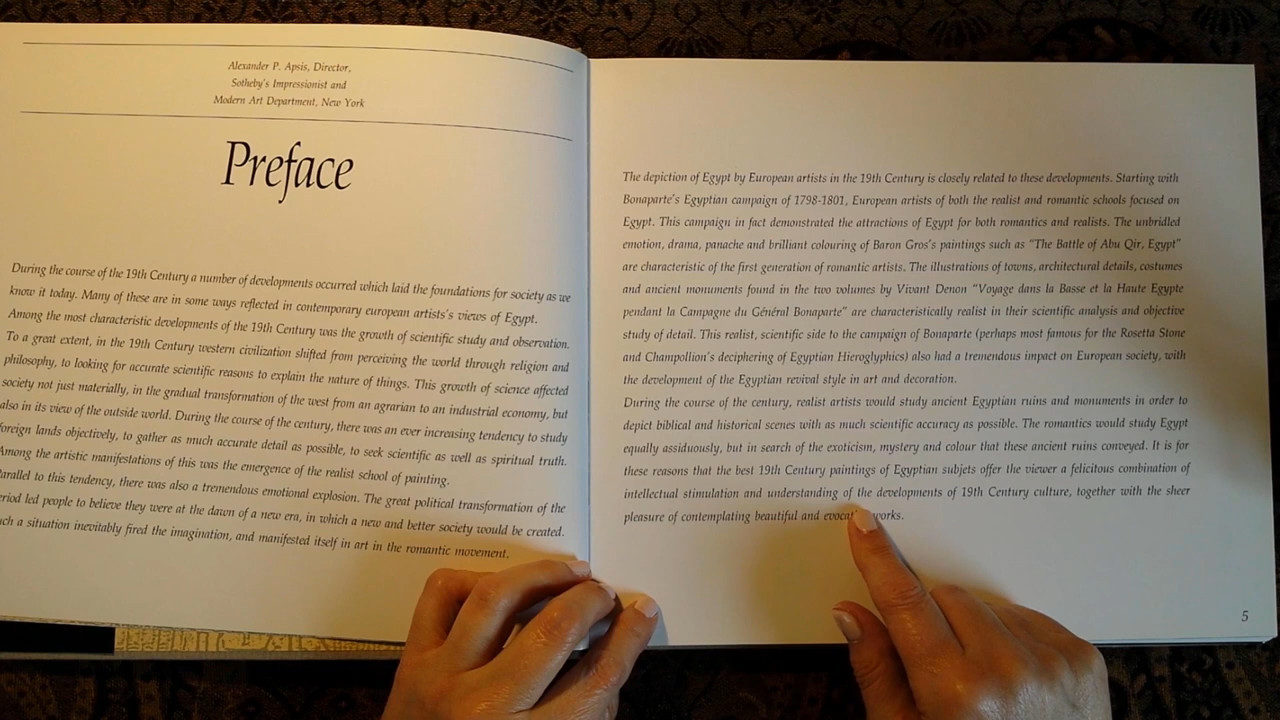 Alexander P. Apsis, Director,
Sotheby's Impressionist and
Modern Art Department, New York
Preface
During the course of the 19th Century a number of developments occurred which laid the foundations for society as we
know it today. Many of these are in some ways reflected in contemporary european artists's views of Egypt.
Among the most characteristic developments of the 19th Century was the growth of scientific study and observation.
To a great extent, in the 19th Century western civilization shifted from perceiving the world through religion and
philosophy, to looking for accurate scientific reasons to explain the nature of things. This growth of science affected
society not just materially, in the gradual transformation of the west from an agrarian to an industrial economy, but
also in its view of the outside world. During the course of the century, there was an ever increasing tendency to study
foreign lands objectively, to gather as much accurate detail as possible, to seek scientific as well as spiritual truth.
Among the artistic manifestations of this was the emergence of the realist school of painting.
Parallel to this tendency, there was also a tremendous emotional explosion. The great political transformation of the
led people to believe they were at the dawn of a new era, in which a new and better society would be created.
a situation inevitably fired the imagination, and manifested itself in art in the romantic movement.
The depiction of Egypt by European artists in the 19th Century is closely related to these developments. Starting with
Bonaparte's Egyptian campaign of 1798-1801, European artists of both the realist and romantic schools focused on
Egypt. This campaign in fact demonstrated the attractions of Egypt for both romantics and realists. The unbridled
emotion, drama, panache and brilliant colouring of Baron Gros's paintings such as "The Battle of Abu Qir, Egypt"
are characteristic of the first generation of romantic artists. The illustrations of towns, architectural details, costumes
and ancient monuments found in the two volumes by Vivant Denon "Voyage dans la Basse et la Haute Egypte
pendant la Campagne du Général Bonaparte" are characteristically realist in their scientific analysis and objective
study of detail. This realist, scientific side to the campaign of Bonaparte (perhaps most famous for the Rosetta Stone
and Champollion's deciphering of Egyptian Hieroglyphics) also had a tremendous impact on European society, with
the development of the Egyptian revival style in art and decoration.
During the course of the century, realist artists would study ancient Egyptian ruins and monuments in order to
depict biblical and historical scenes with as much scientific accuracy as possible. The romantics would study Egypt
equally assiduously, but in search of the exoticism, mystery and colour that these ancient ruins conveyed. It is for
these reasons that the best 19th Century paintings of Egyptian subjects offer the viewer a felicitous combination of
intellectual stimulation and understanding of the developments of 19th Century culture, together with the sheer
pleasure of contemplating beautiful and works.
5